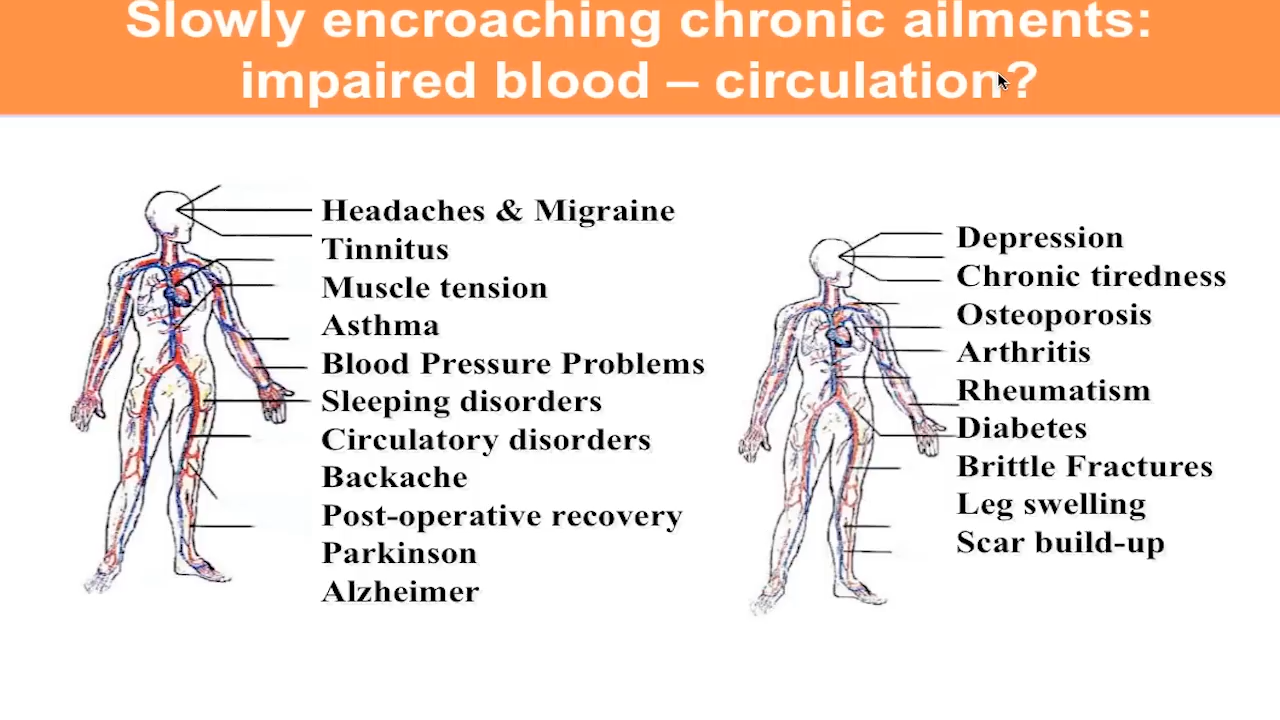 Slowly encroaching chronic ailments:
impaired blood – circulation?
Headaches & Migraine
Tinnitus
Muscle tension
Asthma
Blood Pressure Problems
Sleeping disorders
Circulatory disorders
Backache
Post-operative recovery
Parkinson
Alzheimer
Depression
Chronic tiredness
Osteoporosis
Arthritis
Rheumatism
Diabetes
Brittle Fractures
Leg swelling
Scar build-up